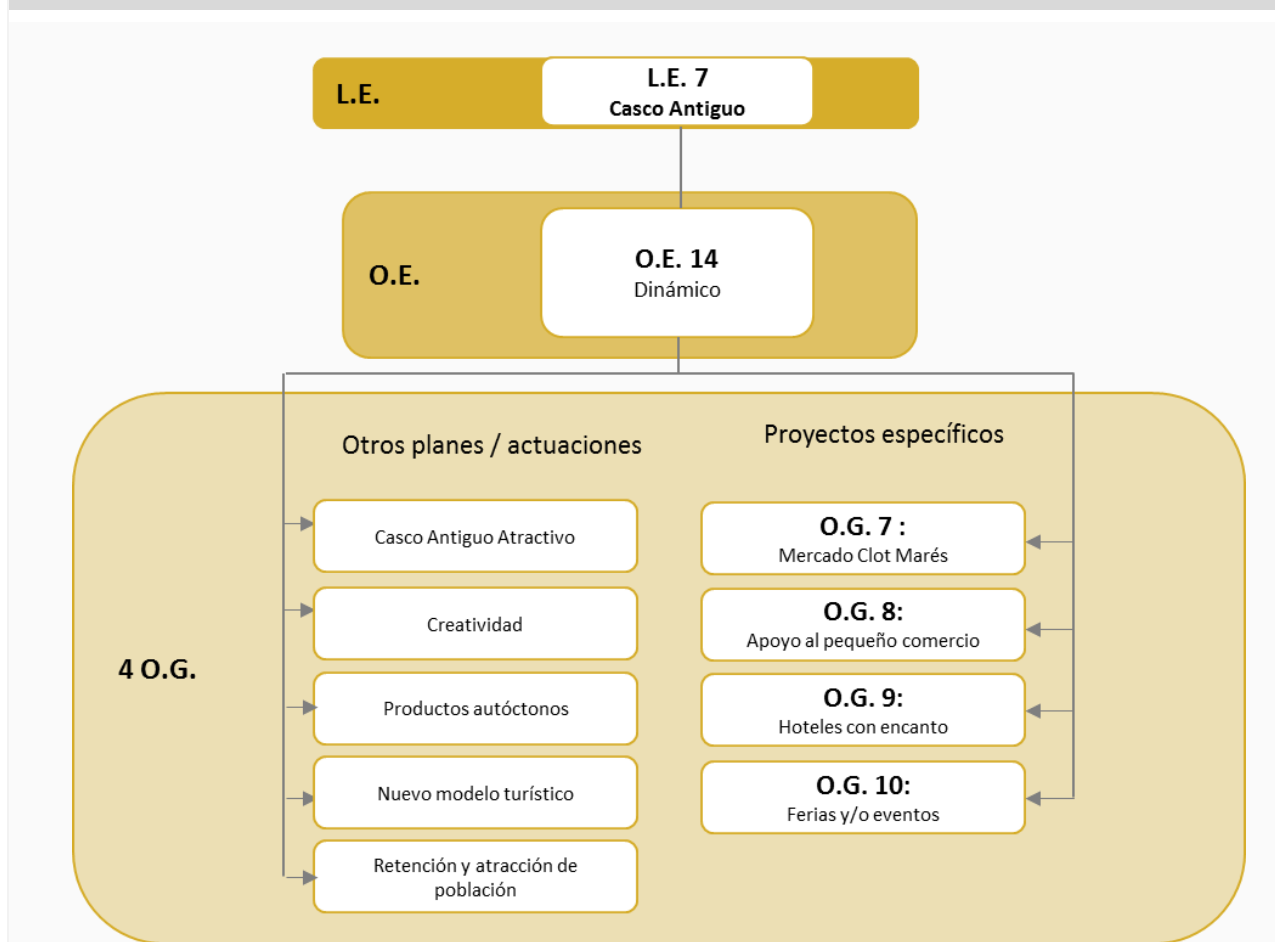 L.E.
L.E. 7
Casco Antiguo
O.E.
O.E. 14
Dinámico
4 O.G.
Otros planes / actuaciones
Casco Antiguo Atractivo
Creatividad
Productos autóctonos
Nuevo modelo turístico
Retención y atracción de
población
Proyectos específicos
O.G. 7 :
Mercado Clot Marés
O.G. 8:
Apoyo al pequeño comercio
O.G. 9:
Hoteles con encanto
O.G. 10:
Ferias y/o eventos